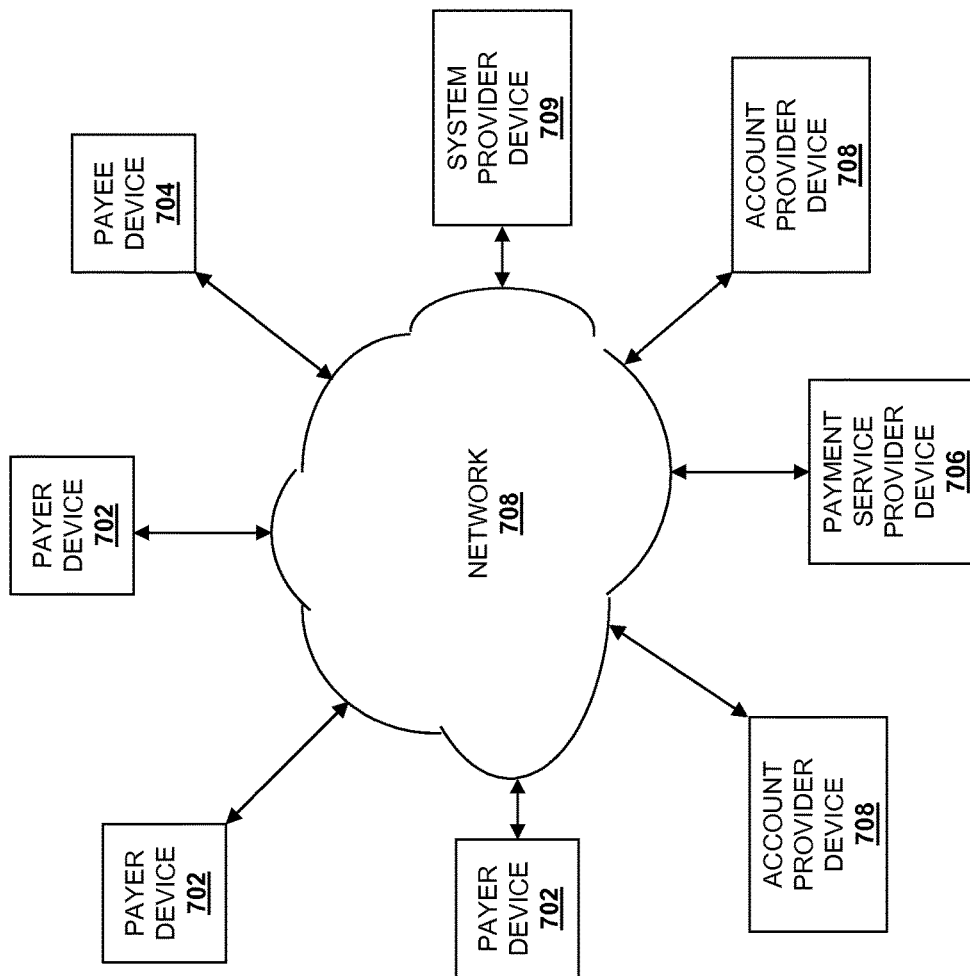 PAYER
DEVICE
702
PAYER
DEVICE
702
PAYER
DEVICE
702
PAYEE
DEVICE
704
NETWORK
708
SYSTEM
PROVIDER
DEVICE
709
ACCOUNT
PROVIDER
DEVICE
708
PAYMENT
SERVICE
PROVIDER
DEVICE
706
ACCOUNT
PROVIDER
DEVICE
708